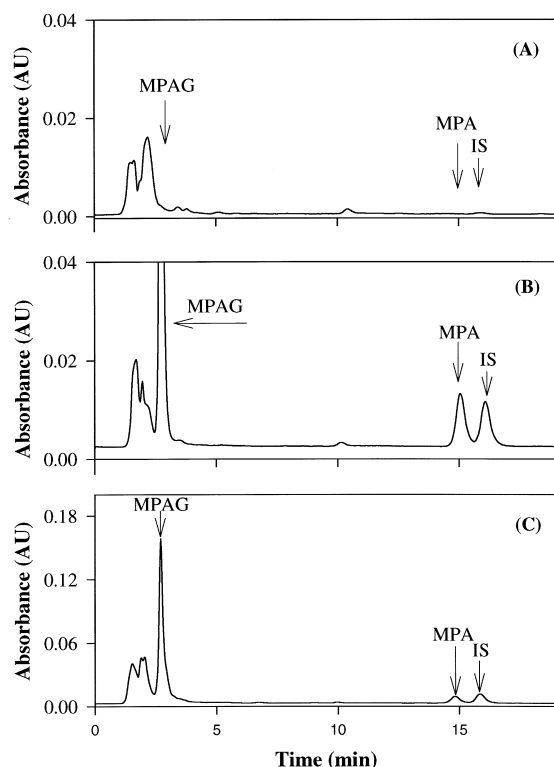 0.04
(A)
MPAG
Absorbance (AU)
0.02
MPA
IS
0.00
0.04
(B)
MPAG
Absorbance (AU)
0.02
MPA
IS
0.00
MPAG
(C)
0.18
Absorbance (AU)
0.12
0.06
MPA
IS
0.00
0 5 10 15
Time (min)